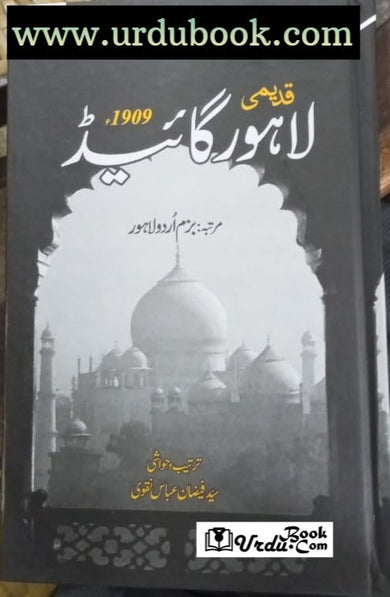 www.urdubook.com
قدیمی
لاہور گائیڈ 1909ء
مرتبہ: بزم اُردو لاہور
ترتیب و حواشی
سیّد فیضان عباس نقوی
Urdu Book.Com